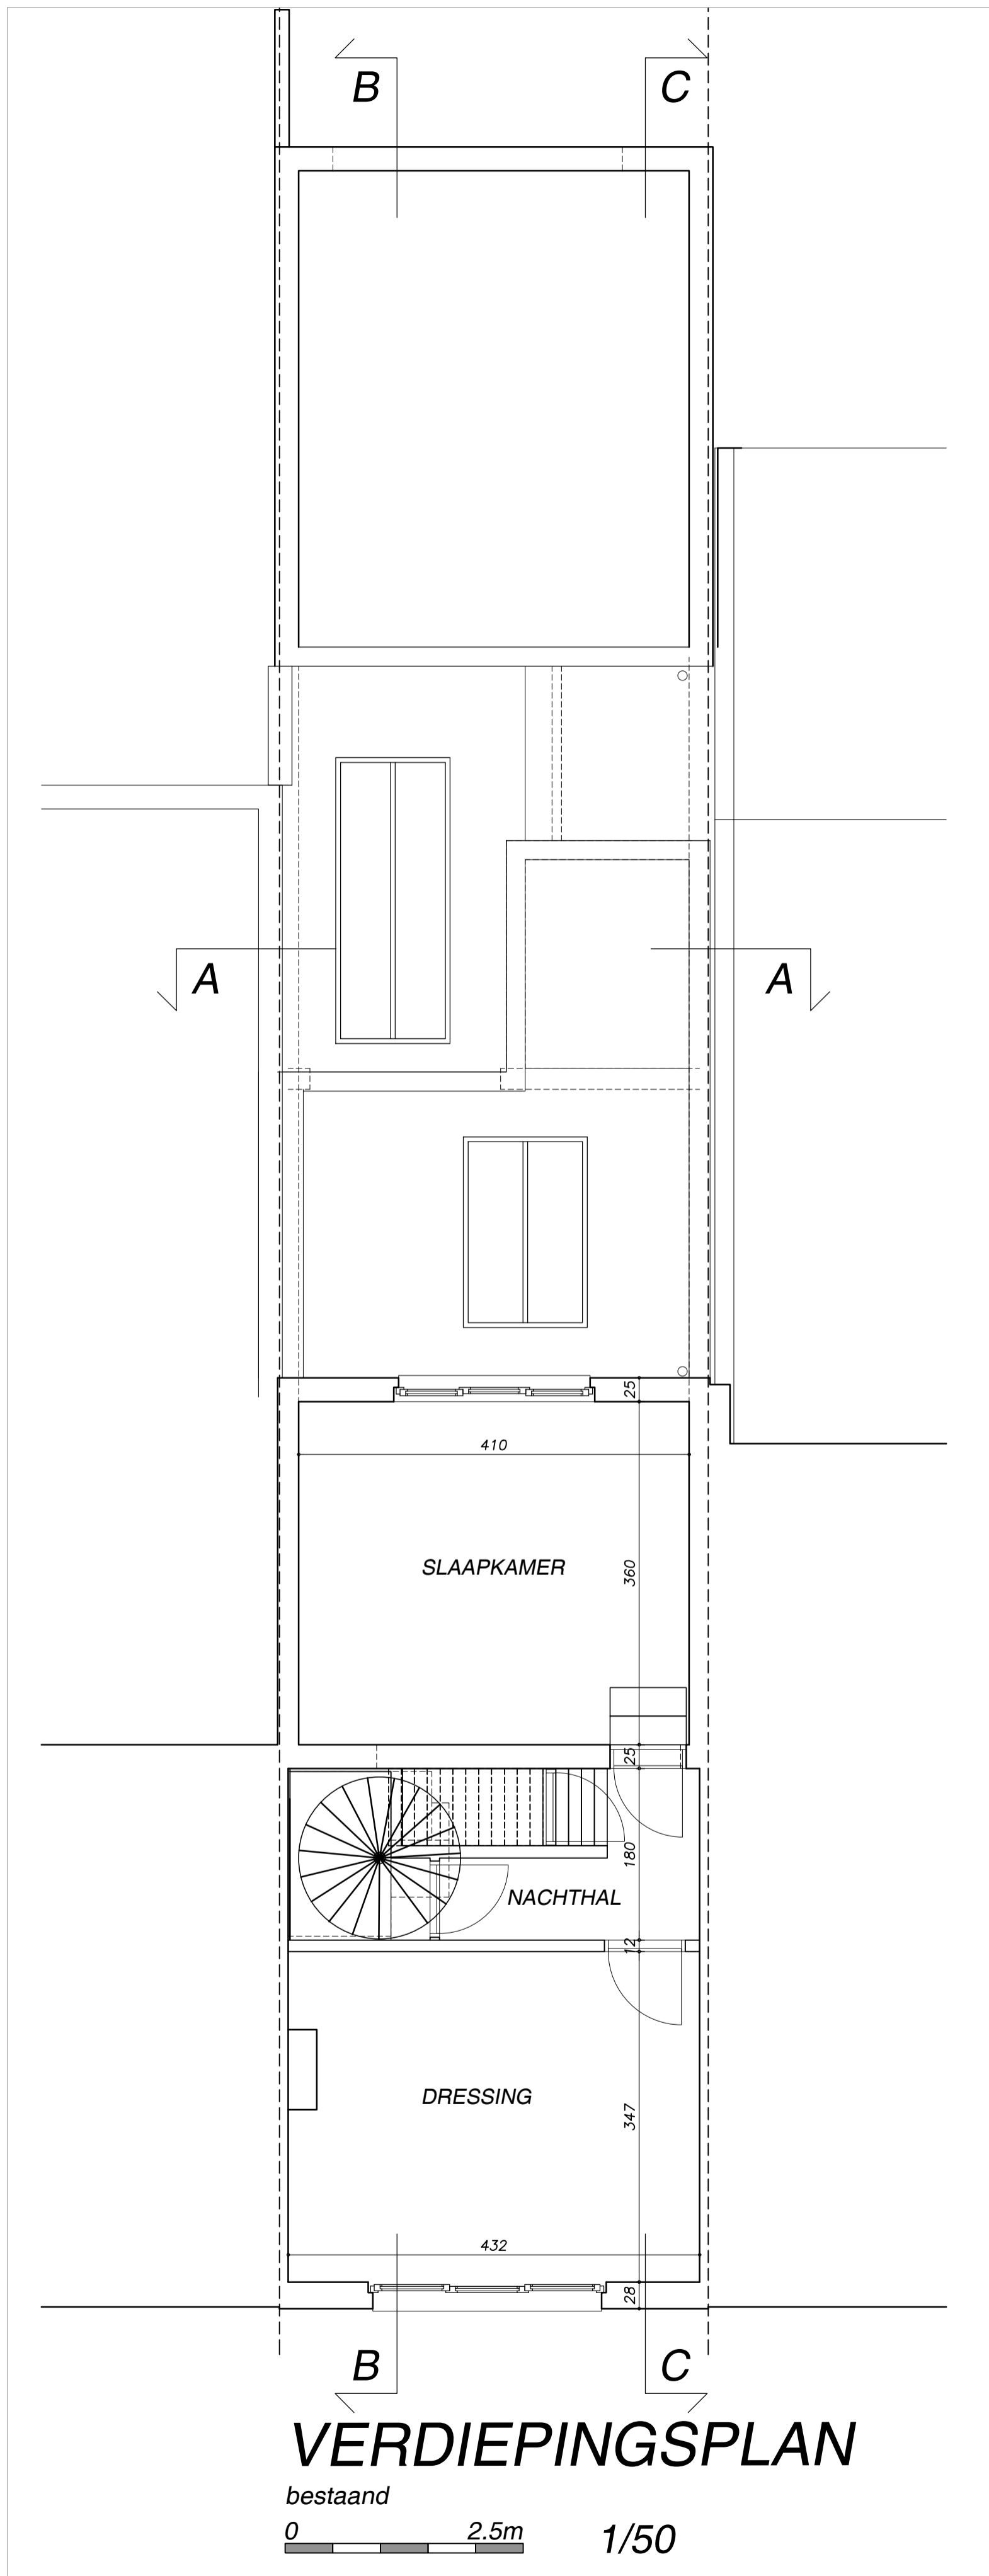 B C
A A
25
410
SLAAPKAMER
360
25
180
NACHTHAL
12
DRESSING
347
432
28
B C
VERDIEPINGSPLAN
bestaand
0 2.5m 1/50